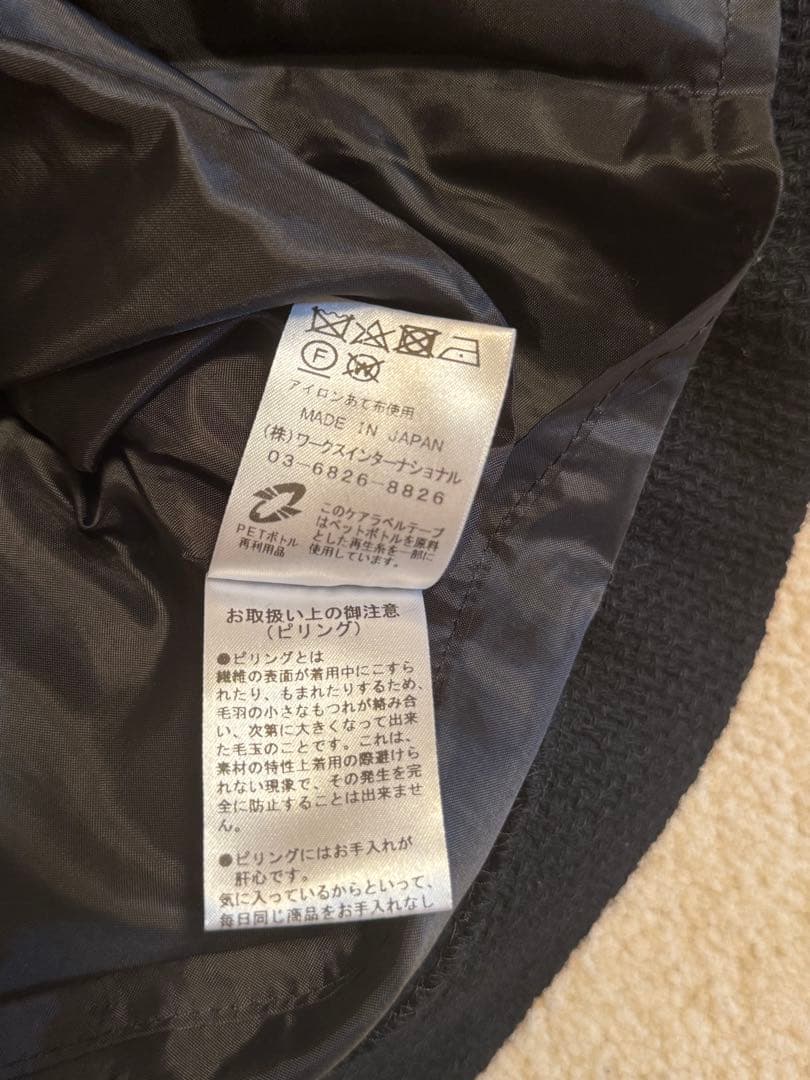 F
W
アイロンあて布使用
MADE IN JAPAN
(株)ワークスインターナショナル
03-6826-8826
PETボトル
再利用品
このケアラベルテープ
はペットボトルを原料
とした再生糸を一部に
使用しています。
お取扱い上の御注意
(ピリング)
●ピリングとは
繊維の表面が着用中にこすら
れたり、もまれたりするため、
毛羽の小さなもつれが絡み合
い、次第に大きくなって出来
た毛玉のことです。これは、
素材の特性上着用の際避けら
れない現象で、その発生を完
全に防止することは出来ませ
ん。
●ピリングにはお手入れが
肝心です。
気に入っているからといって、
毎日同じ商品をお手入れなし